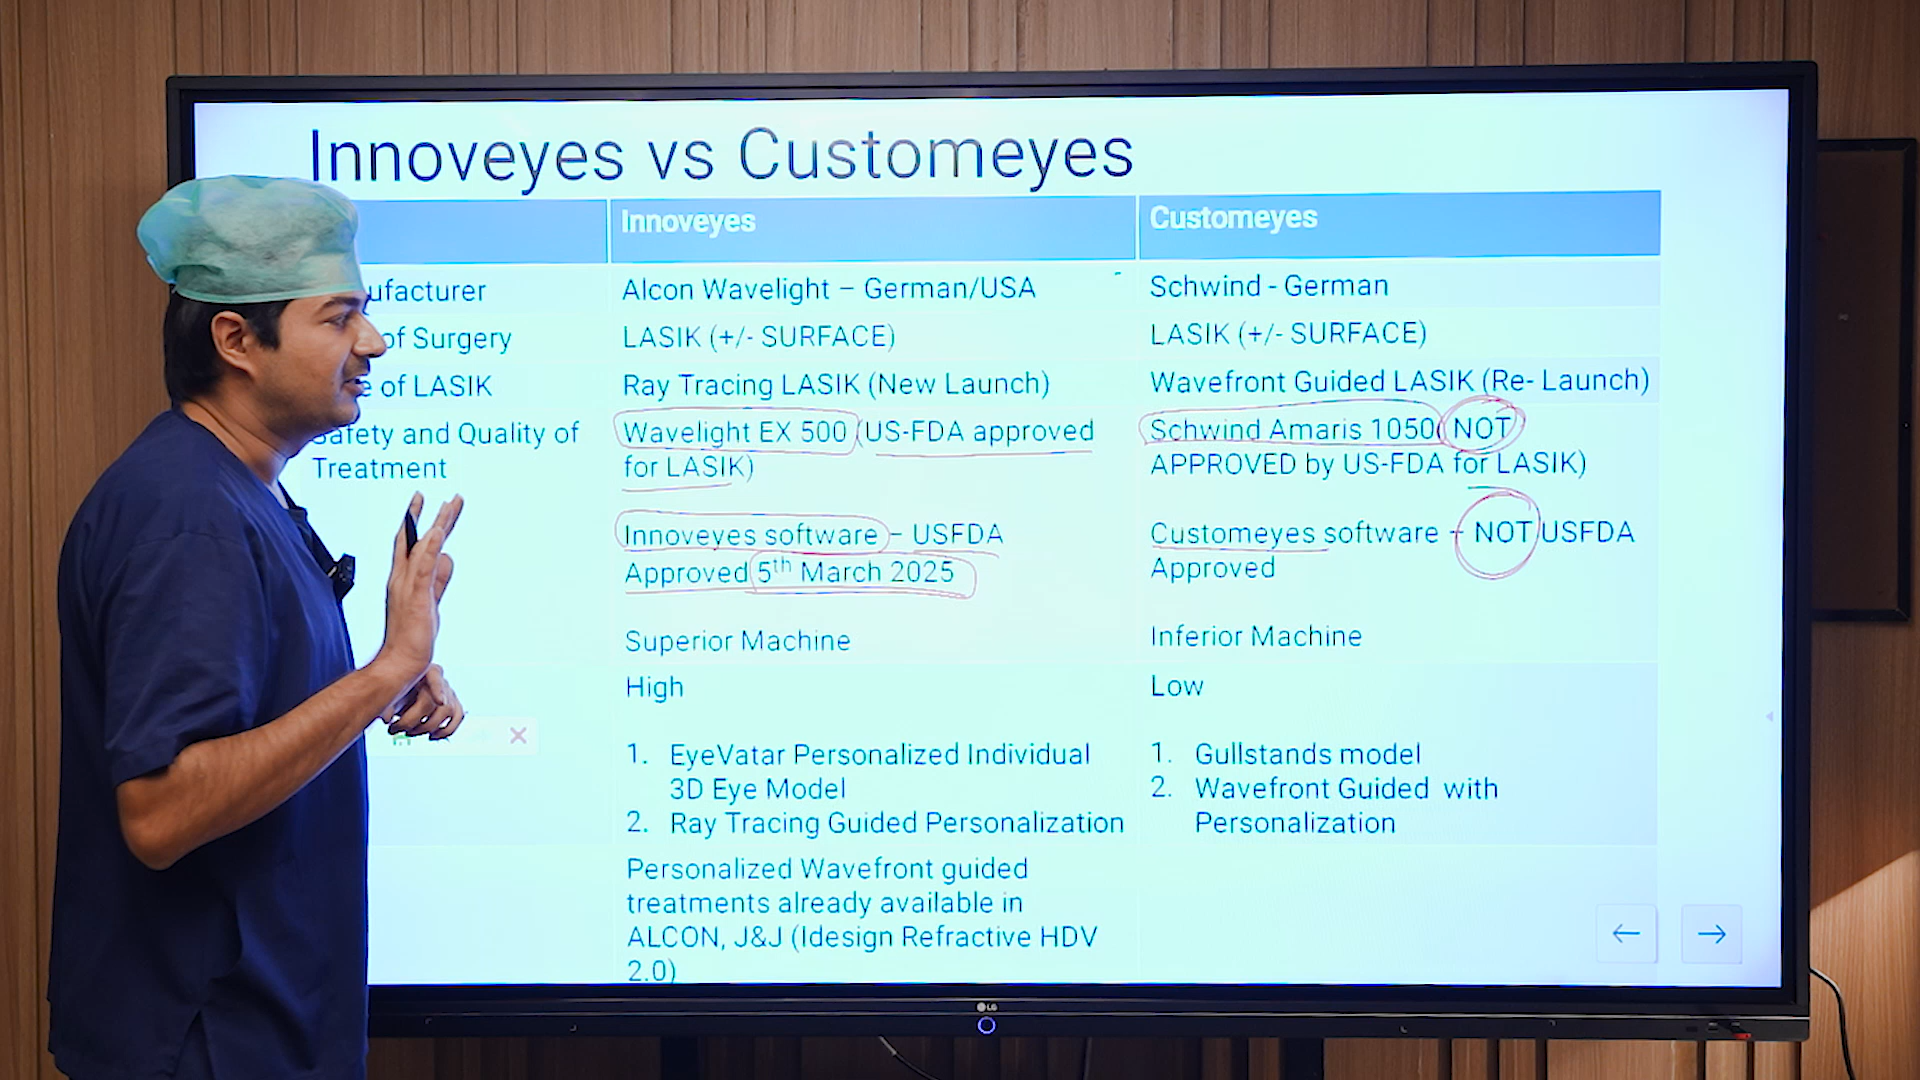 Innoveyes vs Customeyes
Innoveyes
Customeyes
ufacturer
Alcon Wavelight – German/USA
Schwind - German
of Surgery
LASIK (+/- SURFACE)
LASIK (+/- SURFACE)
e of LASIK
Ray Tracing LASIK (New Launch)
Wavefront Guided LASIK (Re- Launch)
Safety and Quality of
Treatment
Wavelight EX 500 (US-FDA approved
for LASIK)
Schwind Amaris 1050( NOT
APPROVED by US-FDA for LASIK)
Innoveyes software – USFDA
Approved 5th March 2025
Customeyes software – NOT USFDA
Approved
Superior Machine
Inferior Machine
High
Low
1. EyeVatar Personalized Individual
3D Eye Model
2. Ray Tracing Guided Personalization
1. Gullstands model
2. Wavefront Guided with
Personalization
Personalized Wavefront guided
treatments already available in
ALCON, J&J (Idesign Refractive HDV
2.0)
LG